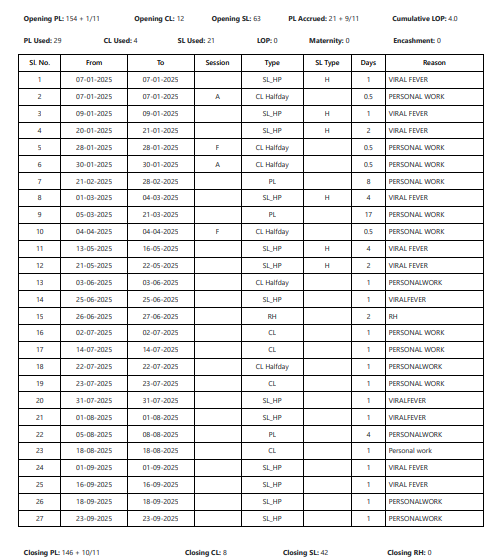 Opening PL: 154 + 1/11 Opening CL: 12 Opening SL: 63 PL Accrued: 21 + 9/11 Cumulative LOP: 4.0
PL Used: 29 CL Used: 4 SL Used: 21 LOP: 0 Maternity: 0 Encashment: 0
Sl. No. From To Session Type SL Type Days Reason
1 07-01-2025 07-01-2025 SL_HP H 1 VIRAL FEVER
2 07-01-2025 07-01-2025 A CL Halfday 0.5 PERSONAL WORK
3 09-01-2025 09-01-2025 SL_HP H 1 VIRAL FEVER
4 20-01-2025 21-01-2025 SL_HP H 2 VIRAL FEVER
5 28-01-2025 28-01-2025 F CL Halfday 0.5 PERSONAL WORK
6 30-01-2025 30-01-2025 A CL Halfday 0.5 PERSONAL WORK
7 21-02-2025 28-02-2025 PL 8 PERSONAL WORK
8 01-03-2025 04-03-2025 SL_HP H 4 VIRAL FEVER
9 05-03-2025 21-03-2025 PL 17 PERSONAL WORK
10 04-04-2025 04-04-2025 F CL Halfday 0.5 PERSONAL WORK
11 13-05-2025 16-05-2025 SL_HP H 4 VIRAL FEVER
12 21-05-2025 22-05-2025 SL_HP H 2 VIRAL FEVER
13 03-06-2025 03-06-2025 CL Halfday 1 PERSONALWORK
14 25-06-2025 25-06-2025 SL_HP 1 VIRALFEVER
15 26-06-2025 27-06-2025 RH 2 RH
16 02-07-2025 02-07-2025 CL 1 PERSONAL WORK
17 14-07-2025 14-07-2025 CL 1 PERSONAL WORK
18 22-07-2025 22-07-2025 CL Halfday 1 PERSONALWORK
19 23-07-2025 23-07-2025 CL 1 PERSONAL WORK
20 31-07-2025 31-07-2025 SL_HP 1 VIRALFEVER
21 01-08-2025 01-08-2025 SL_HP 1 VIRALFEVER
22 05-08-2025 08-08-2025 PL 4 PERSONALWORK
23 18-08-2025 18-08-2025 CL 1 Personal work
24 01-09-2025 01-09-2025 SL_HP 1 VIRAL FEVER
25 16-09-2025 16-09-2025 SL_HP 1 VIRAL FEVER
26 18-09-2025 18-09-2025 SL_HP 1 PERSONALWORK
27 23-09-2025 23-09-2025 SL_HP 1 PERSONALWORK
Closing PL: 146 + 10/11 Closing CL: 8 Closing SL: 42 Closing RH: 0